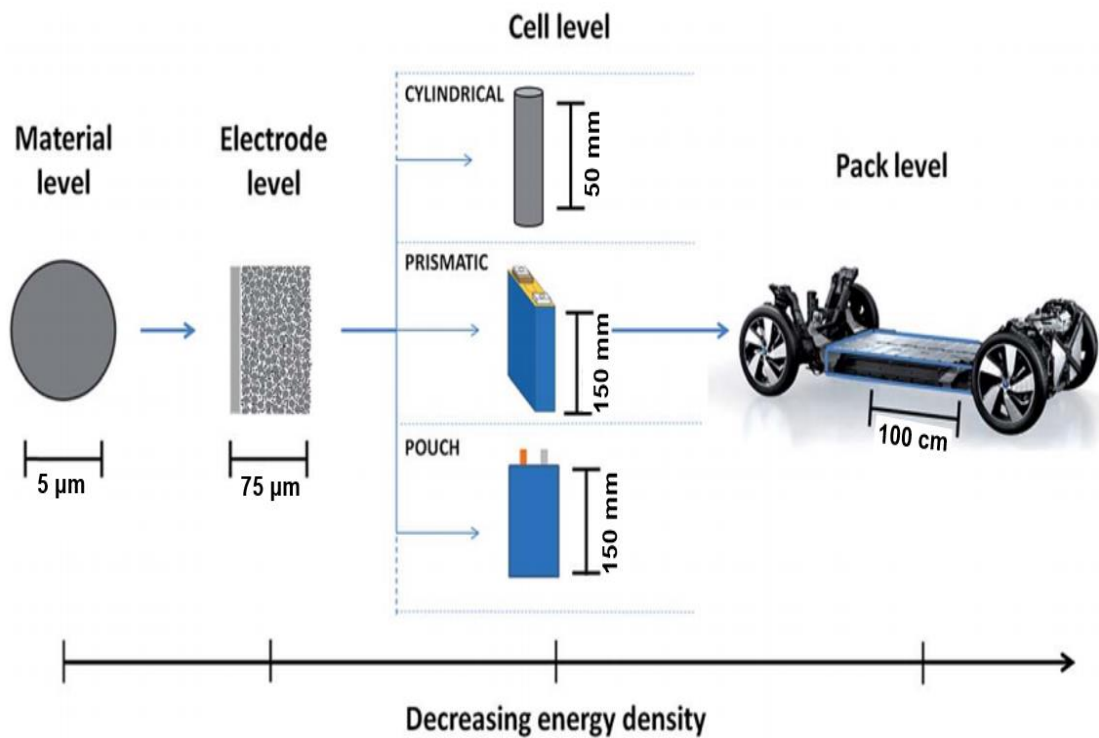 Cell level
Material
level
Electrode
level
CYLINDRICAL
50 mm
Pack level
PRISMATIC
150 mm
100 cm
5 µm
75 µm
POUCH
150 mm
Decreasing energy density